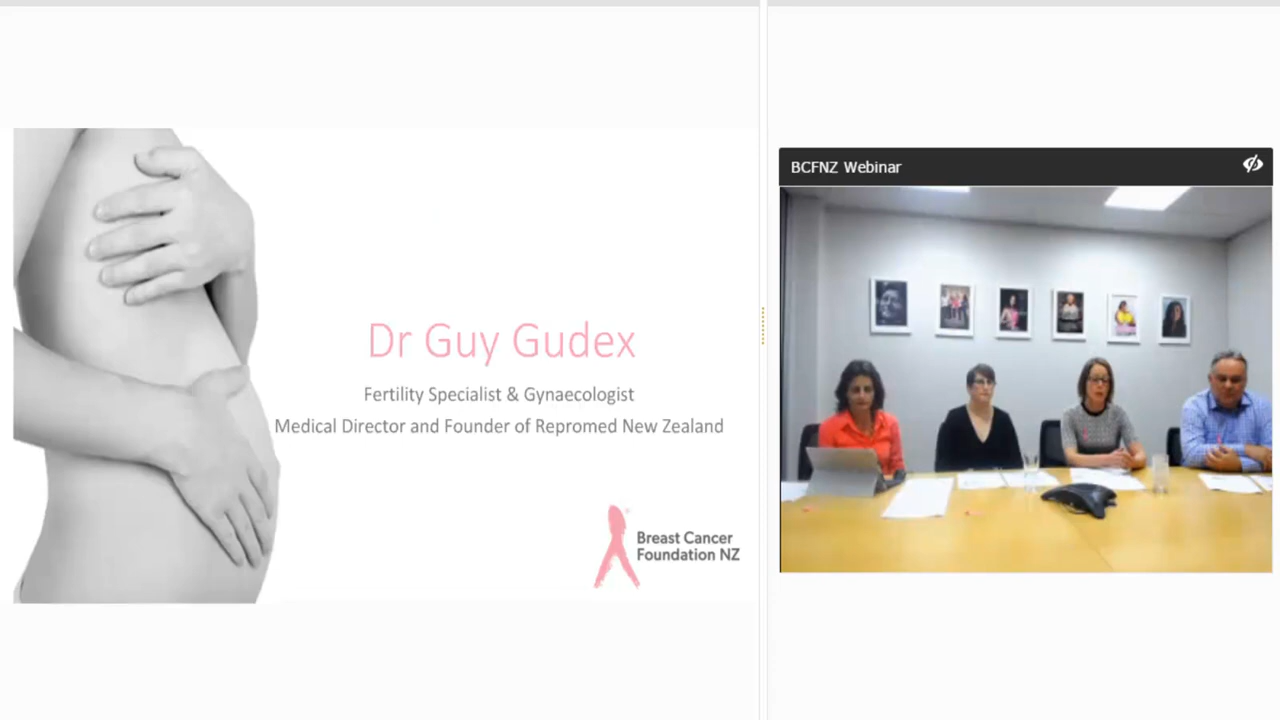 Dr Guy Gudex
Fertility Specialist & Gynaecologist
Medical Director and Founder of Repromed New Zealand
Breast Cancer
Foundation NZ
BCFNZ Webinar